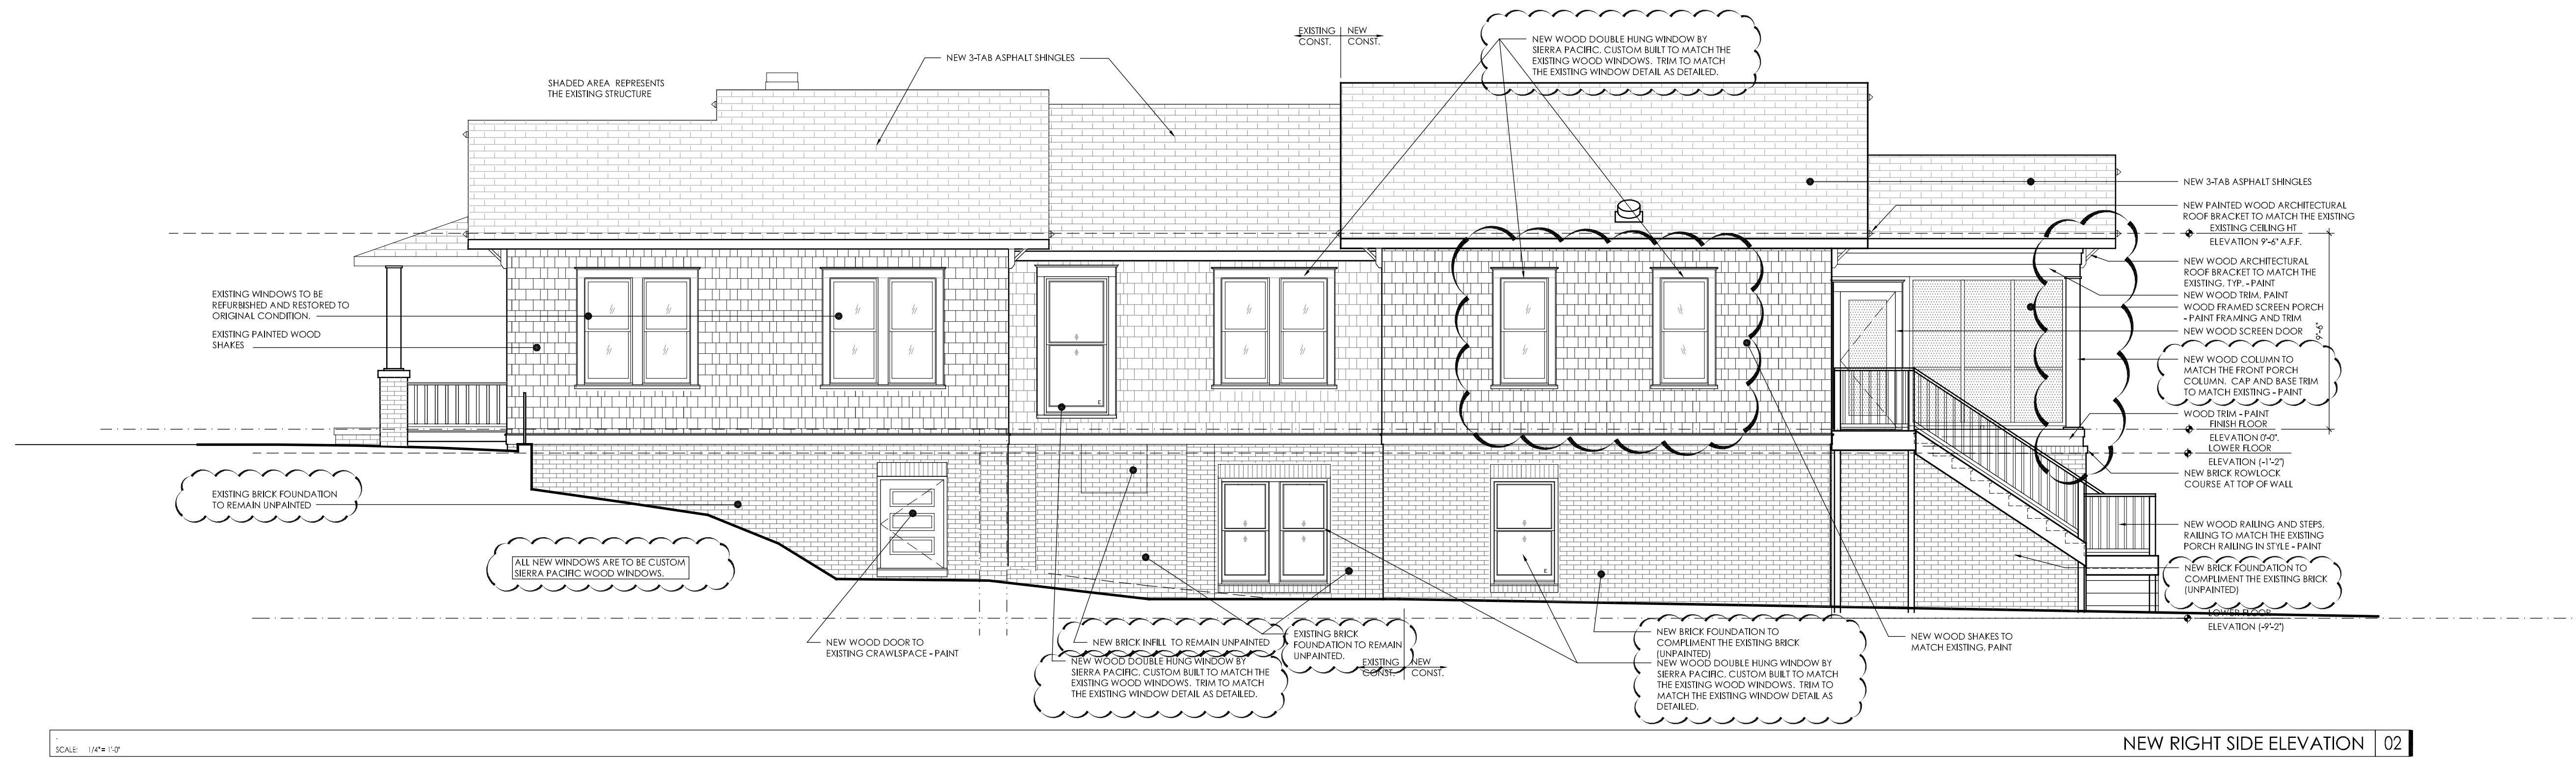 EXISTING
CONST.
NEW
CONST.
NEW WOOD DOUBLE HUNG WINDOW BY
SIERRA PACIFIC. CUSTOM BUILT TO MATCH THE
EXISTING WOOD WINDOWS. TRIM TO MATCH
THE EXISTING WINDOW DETAIL AS DETAILED.
NEW 3-TAB ASPHALT SHINGLES
SHADED AREA REPRESENTS
THE EXISTING STRUCTURE
NEW 3-TAB ASPHALT SHINGLES
NEW PAINTED WOOD ARCHITECTURAL
ROOF BRACKET TO MATCH THE EXISTING
EXISTING CEILING HT
ELEVATION 9'-6" A.F.F.
NEW WOOD ARCHITECTURAL
ROOF BRACKET TO MATCH THE
EXISTING, TYP. - PAINT
NEW WOOD TRIM, PAINT
WOOD FRAMED SCREEN PORCH
- PAINT FRAMING AND TRIM
NEW WOOD SCREEN DOOR
9'-6"
NEW WOOD COLUMN TO
MATCH THE FRONT PORCH
COLUMN. CAP AND BASE TRIM
TO MATCH EXISTING - PAINT
WOOD TRIM - PAINT
FINISH FLOOR
ELEVATION 0'-0".
LOWER FLOOR
ELEVATION (-1'-2")
NEW BRICK ROWLOCK
COURSE AT TOP OF WALL
NEW WOOD RAILING AND STEPS.
RAILING TO MATCH THE EXISTING
PORCH RAILING IN STYLE - PAINT
NEW BRICK FOUNDATION TO
COMPLIMENT THE EXISTING BRICK
(UNPAINTED)
LOWER FLOOR
ELEVATION (-9'-2")
EXISTING WINDOWS TO BE
REFURBISHED AND RESTORED TO
ORIGINAL CONDITION.
EXISTING PAINTED WOOD
SHAKES
E
E
EXISTING BRICK FOUNDATION
TO REMAIN UNPAINTED
ALL NEW WINDOWS ARE TO BE CUSTOM
SIERRA PACIFIC WOOD WINDOWS.
NEW WOOD DOOR TO
EXISTING CRAWLSPACE - PAINT
NEW BRICK INFILL TO REMAIN UNPAINTED
NEW WOOD DOUBLE HUNG WINDOW BY
SIERRA PACIFIC. CUSTOM BUILT TO MATCH THE
EXISTING WOOD WINDOWS. TRIM TO MATCH
THE EXISTING WINDOW DETAIL AS DETAILED.
EXISTING BRICK
FOUNDATION TO REMAIN
UNPAINTED.
EXISTING
CONST.
NEW
CONST.
NEW BRICK FOUNDATION TO
COMPLIMENT THE EXISTING BRICK
(UNPAINTED)
NEW WOOD DOUBLE HUNG WINDOW BY
SIERRA PACIFIC. CUSTOM BUILT TO MATCH
THE EXISTING WOOD WINDOWS. TRIM TO
MATCH THE EXISTING WINDOW DETAIL AS
DETAILED.
NEW WOOD SHAKES TO
MATCH EXISTING. PAINT
SCALE: 1/4"= 1'-0"
NEW RIGHT SIDE ELEVATION 02